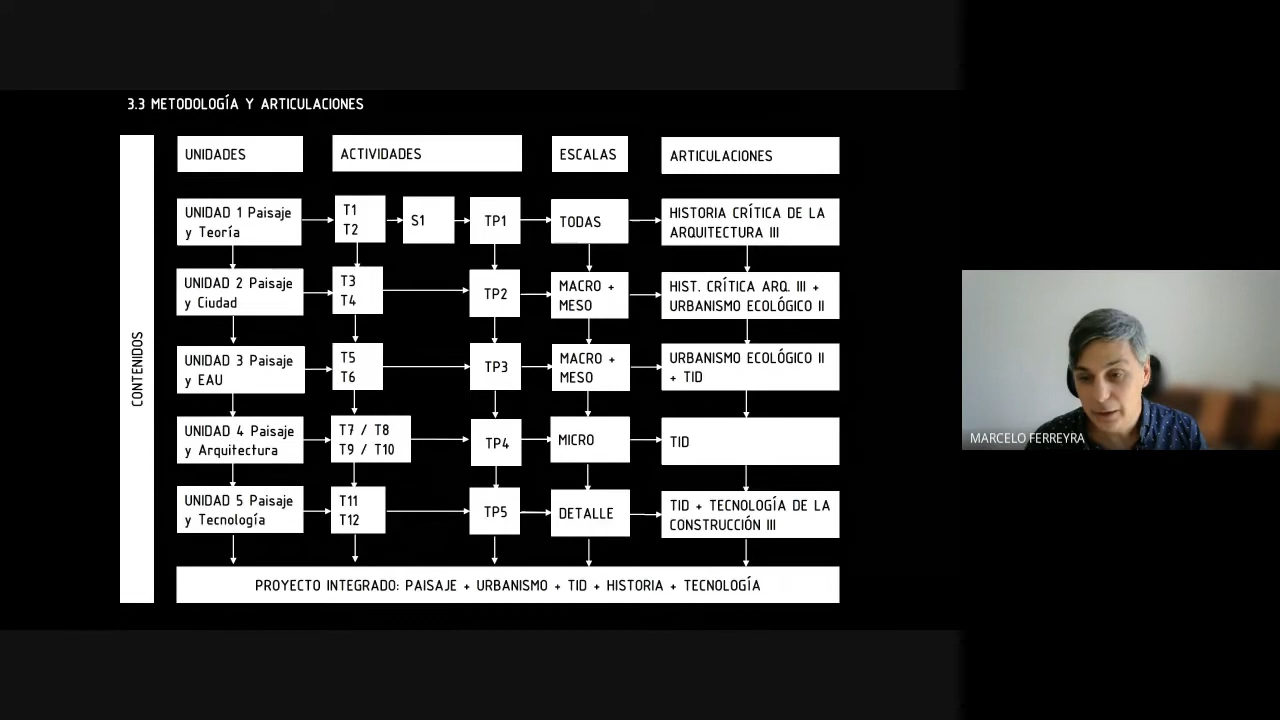 3.3 METODOLOGÍA Y ARTICULACIONES
CONTENIDOS
UNIDADES
ACTIVIDADES
ESCALAS
ARTICULACIONES
UNIDAD 1 Paisaje
y Teoría
T1
T2
S1
TP1
TODAS
HISTORIA CRÍTICA DE LA
ARQUITECTURA III
UNIDAD 2 Paisaje
y Ciudad
T3
T4
TP2
MACRO +
MESO
HIST. CRÍTICA ARQ. III +
URBANISMO ECOLÓGICO II
UNIDAD 3 Paisaje
y EAU
T5
T6
TP3
MACRO +
MESO
URBANISMO ECOLÓGICO II
+ TID
UNIDAD 4 Paisaje
y Arquitectura
T7 / T8
T9 / T10
TP4
MICRO
TID
UNIDAD 5 Paisaje
y Tecnología
T11
T12
TP5
DETALLE
TID + TECNOLOGÍA DE LA
CONSTRUCCIÓN III
PROYECTO INTEGRADO: PAISAJE + URBANISMO + TID + HISTORIA + TECNOLOGÍA
MARCELO FERREYRA